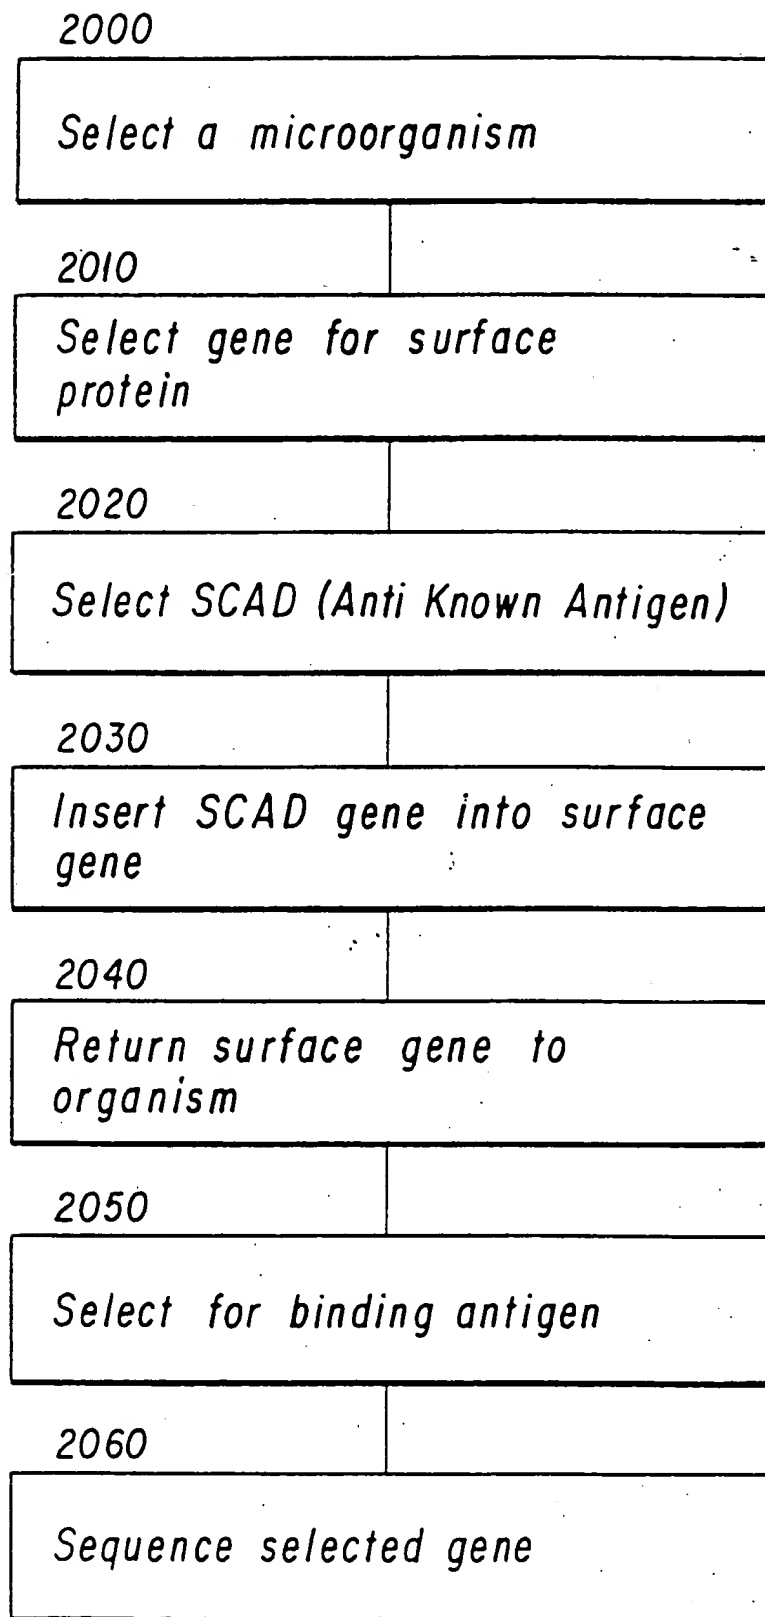 2000
Select a microorganism
2010
Select gene for surface
protein
2020
Select SCAD (Anti Known Antigen)
2030
Insert SCAD gene into surface
gene
2040
Return surface gene to
organism
2050
Select for binding antigen
2060
Sequence selected gene